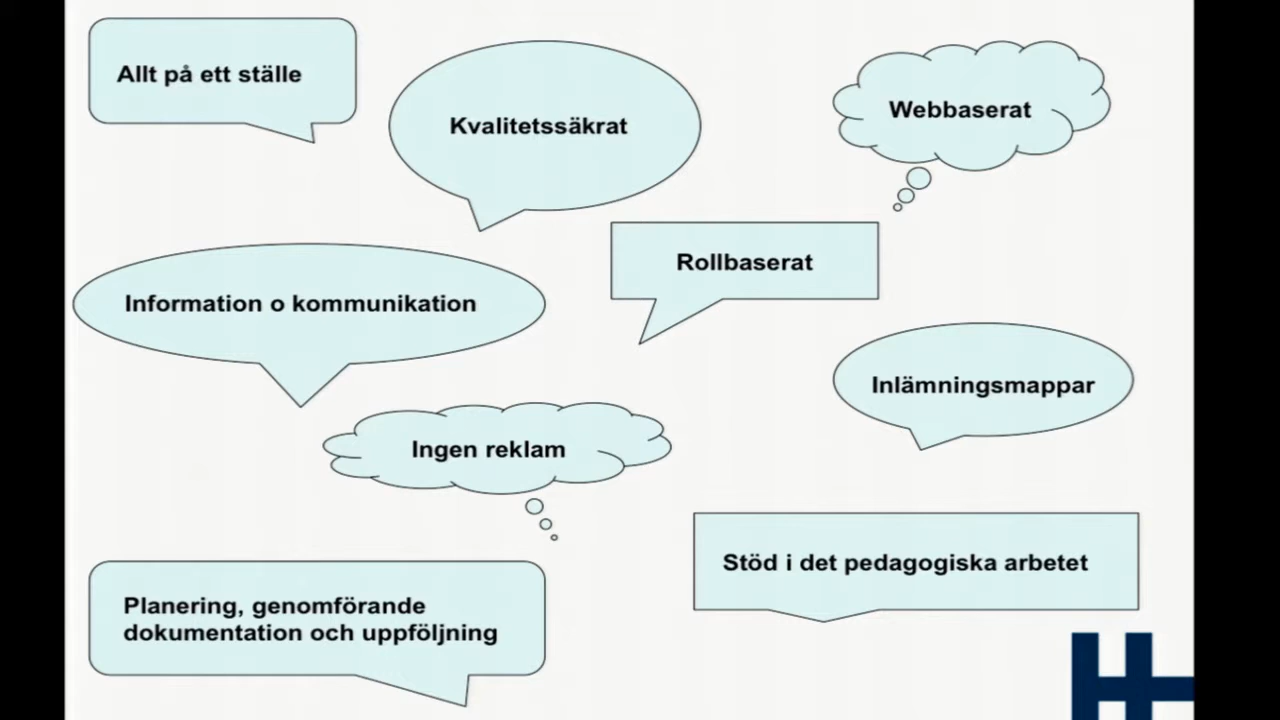 Allt på ett ställe
Kvalitetssäkrat
Webbaserat
Rollbaserat
Information o kommunikation
Inlämningsmappar
Ingen reklam
Stöd i det pedagogiska arbetet
Planering, genomförande
dokumentation och uppföljning